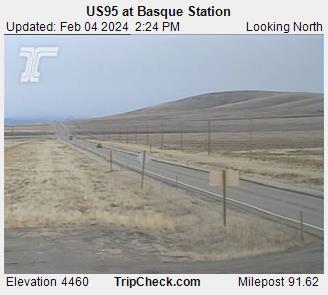 US95 at Basque Station
Updated: Feb 04 2024 2:24 PM Looking North
Elevation 4460 TripCheck.com Milepost 91.62